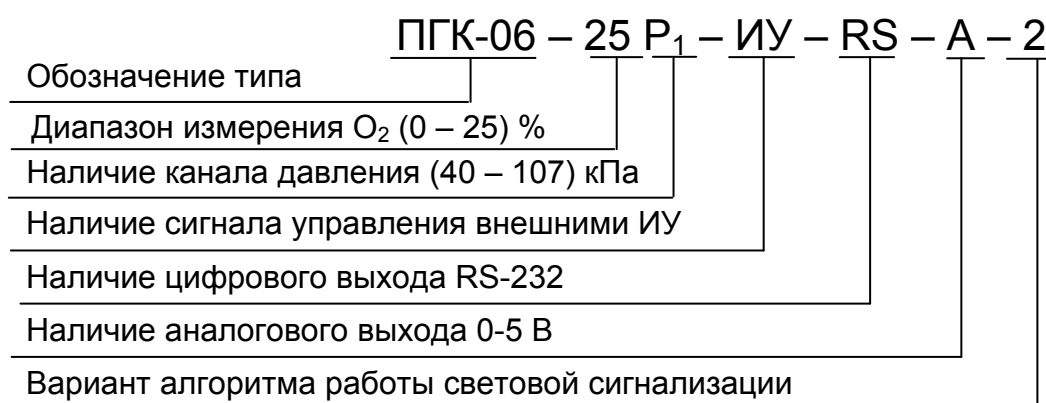 ПГК-06 – 25 Р₁ – ИУ – RS – А – 2
Обозначение типа
Диапазон измерения О₂ (0 – 25) %
Наличие канала давления (40 – 107) кПа
Наличие сигнала управления внешними ИУ
Наличие цифрового выхода RS-232
Наличие аналогового выхода 0-5 В
Вариант алгоритма работы световой сигнализации